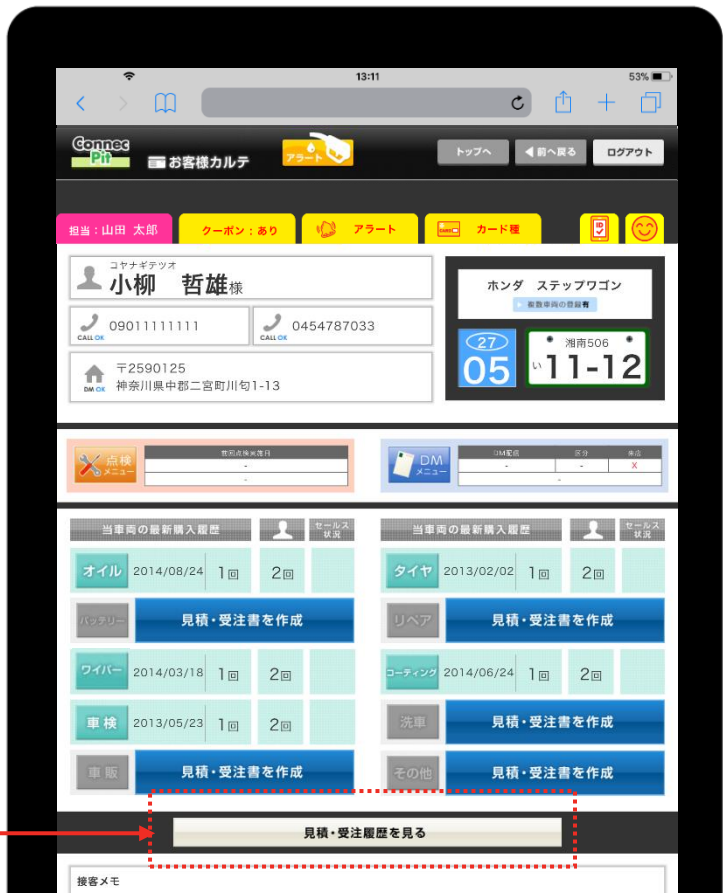 13:11
53%
Connec
Pit
お客様カルテ
アラート
トップへ
前へ戻る
ログアウト
担当:山田 太郎
クーポン:あり
アラート
カード種
ID
コヤナギテツオ
小柳 哲雄様
ホンダ ステップワゴン
複数車両の登録有
CALL OK
09011111111
CALL OK
0454787033
27
05
湘南506
い 11-12
DM OK
〒2590125
神奈川県中郡二宮町川匂1-13
点検
メニュー
-
-
DM
メニュー
DM配信
区分
来店
-
-
X
-
当車両の最新購入履歴
セールス
状況
当車両の最新購入履歴
セールス
状況
オイル 2014/08/24 1回 2回
タイヤ 2013/02/02 1回 2回
バッテリー 見積・受注書を作成
リペア 見積・受注書を作成
ワイパー 2014/03/18 1回 2回
コーティング 2014/06/24 1回 2回
車検 2013/05/23 1回 2回
洗車 見積・受注書を作成
車販 見積・受注書を作成
その他 見積・受注書を作成
見積・受注履歴を見る
接客メモ